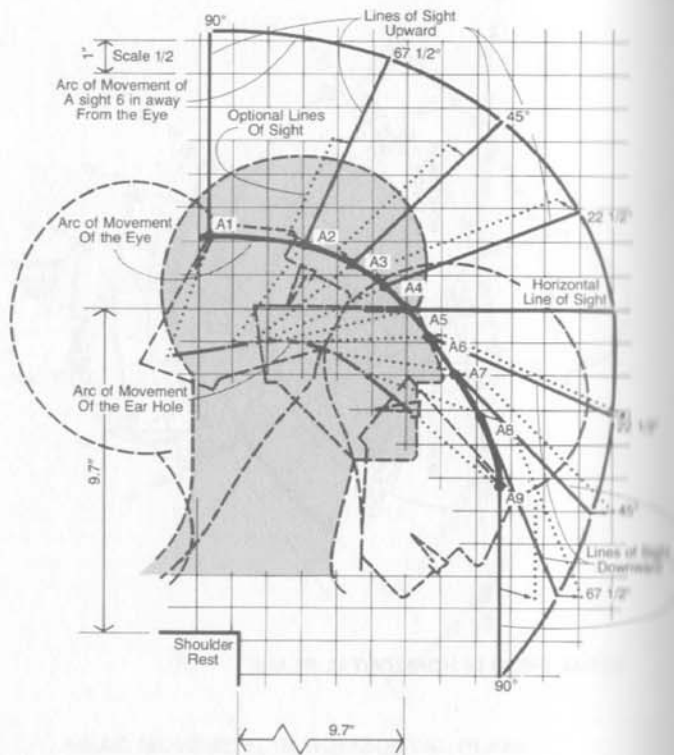 90°
Lines of Sight
Upward
1"
Scale 1/2
67 1/2°
Arc of Movement of
A sight 6 in away
From the Eye
Optional Lines
Of Sight
45°
22 1/2°
A1
A2
Arc of Movement
Of the Eye
A3
A4
Horizontal
Line of Sight
A5
A6
Arc of Movement
Of the Ear Hole
A7
22 1/2°
A8
9.7"
A9
45°
Lines of Sight
Downward
67 1/2°
Shoulder
Rest
90°
9.7"